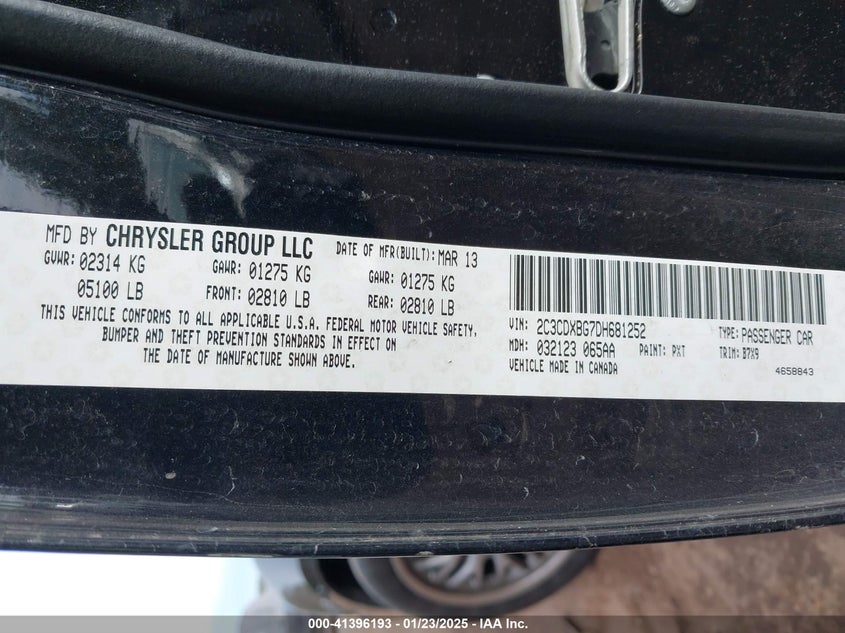 MFD BY CHRYSLER GROUP LLC DATE OF MFR(BUILT): MAR 13
GVWR: 02314 KG GAWR: 01275 KG GAWR: 01275 KG
05100 LB FRONT: 02810 LB REAR: 02810 LB
THIS VEHICLE CONFORMS TO ALL APPLICABLE U.S.A. FEDERAL MOTOR VEHICLE SAFETY,
BUMPER AND THEFT PREVENTION STANDARDS IN EFFECT ON
THE DATE OF MANUFACTURE SHOWN ABOVE.
VIN: 2C3CDXBG7DH681252 TYPE: PASSENGER CAR
MDH: 032123 065AA PAINT: PXT TRIM: B7X9
VEHICLE MADE IN CANADA 4658843
000-41396193 - 01/23/2025 - IAA Inc.